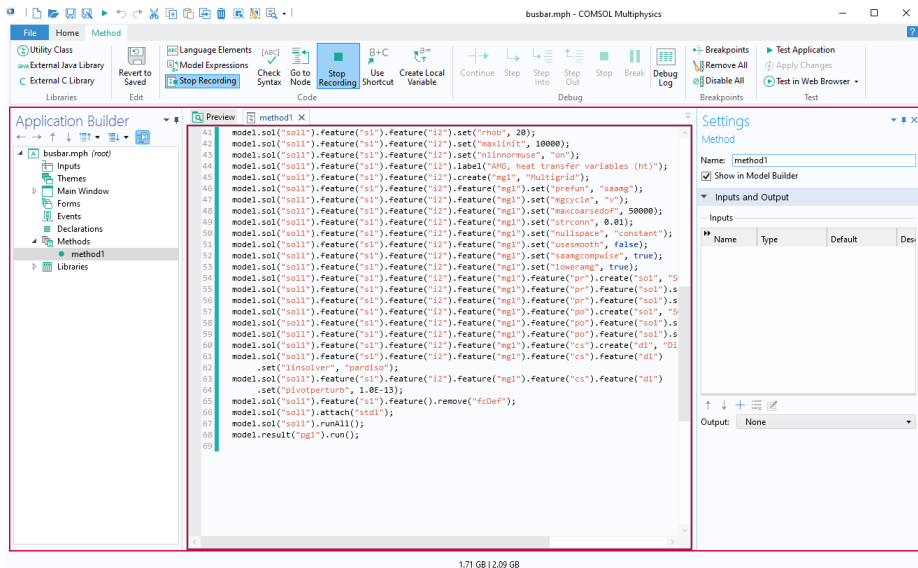 busbar.mph - COMSOL Multiphysics
File Home Method
Utility Class
Java External Java Library
C External C Library
Libraries
Revert to Saved
Edit
Language Elements
Model Expressions
Stop Recording
Check Syntax
Go to Node
Stop Recording
Use Shortcut
Create Local Variable
Code
Continue
Step
Step Into
Step Out
Stop
Break
Debug Log
Debug
Breakpoints
Remove All
Disable All
Breakpoints
Test Application
Apply Changes
Test in Web Browser
Test
Application Builder
busbar.mph (root)
Inputs
Themes
Main Window
Forms
Events
Declarations
Methods
method1
Libraries
Preview method1
41 model.sol("sol1").feature("s1").feature("i2").set("rhob", 20);
42 model.sol("sol1").feature("s1").feature("i2").set("maxlinit", 10000);
43 model.sol("sol1").feature("s1").feature("i2").set("nlinnormuse", "on");
44 model.sol("sol1").feature("s1").feature("i2").label("AMG, heat transfer variables (ht)");
45 model.sol("sol1").feature("s1").feature("i2").create("mg1", "Multigrid");
46 model.sol("sol1").feature("s1").feature("i2").feature("mg1").set("prefun", "saamg");
47 model.sol("sol1").feature("s1").feature("i2").feature("mg1").set("mgcycle", "v");
48 model.sol("sol1").feature("s1").feature("i2").feature("mg1").set("maxcoarsedof", 50000);
49 model.sol("sol1").feature("s1").feature("i2").feature("mg1").set("strconn", 0.01);
50 model.sol("sol1").feature("s1").feature("i2").feature("mg1").set("nullspace", "constant");
51 model.sol("sol1").feature("s1").feature("i2").feature("mg1").set("usesmooth", false);
52 model.sol("sol1").feature("s1").feature("i2").feature("mg1").set("saamgcompwise", true);
53 model.sol("sol1").feature("s1").feature("i2").feature("mg1").set("loweramg", true);
54 model.sol("sol1").feature("s1").feature("i2").feature("mg1").feature("pr").create("so1", "S
55 model.sol("sol1").feature("s1").feature("i2").feature("mg1").feature("pr").feature("so1").s
56 model.sol("sol1").feature("s1").feature("i2").feature("mg1").feature("pr").feature("so1").s
57 model.sol("sol1").feature("s1").feature("i2").feature("mg1").feature("po").create("so1", "S
58 model.sol("sol1").feature("s1").feature("i2").feature("mg1").feature("po").feature("so1").s
59 model.sol("sol1").feature("s1").feature("i2").feature("mg1").feature("po").feature("so1").s
60 model.sol("sol1").feature("s1").feature("i2").feature("mg1").feature("cs").create("d1", "Di
61 model.sol("sol1").feature("s1").feature("i2").feature("mg1").feature("cs").feature("d1")
62 .set("linsolver", "pardiso");
63 model.sol("sol1").feature("s1").feature("i2").feature("mg1").feature("cs").feature("d1")
64 .set("pivotperturb", 1.0E-13);
65 model.sol("sol1").feature("s1").feature().remove("fcDef");
66 model.sol("sol1").attach("std1");
67 model.sol("sol1").runAll();
68 model.result("pg1").run();
69
Settings
Method
Name: method1
Show in Model Builder
Inputs and Output
Inputs
Name Type Default Des
Output: None
1.71 GB | 2.09 GB